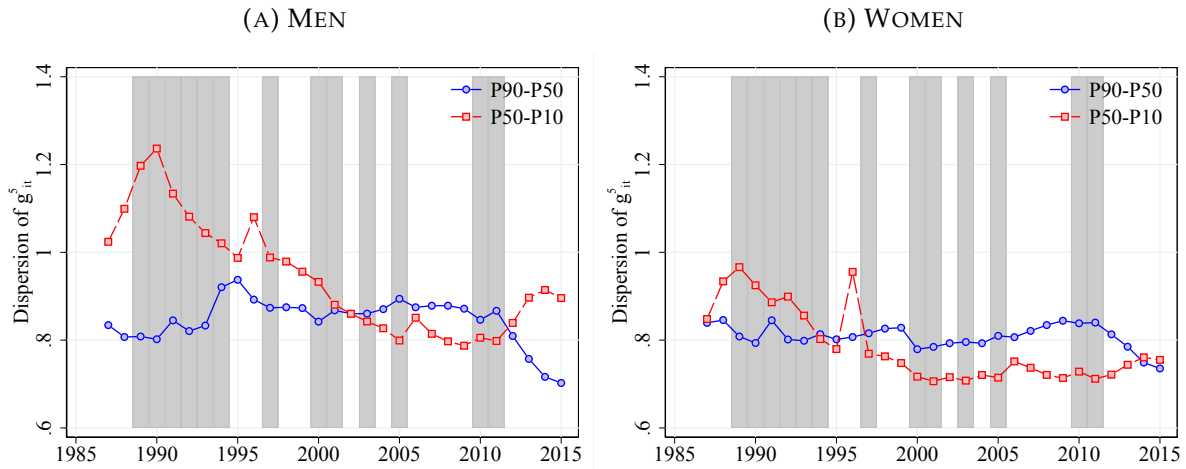 (A) MEN
Dispersion of g⁵ᵢₜ
.6 .8 1 1.2 1.4
P90-P50
P50-P10
1985 1990 1995 2000 2005 2010 2015
(B) WOMEN
Dispersion of g⁵ᵢₜ
.6 .8 1 1.2 1.4
P90-P50
P50-P10
1985 1990 1995 2000 2005 2010 2015